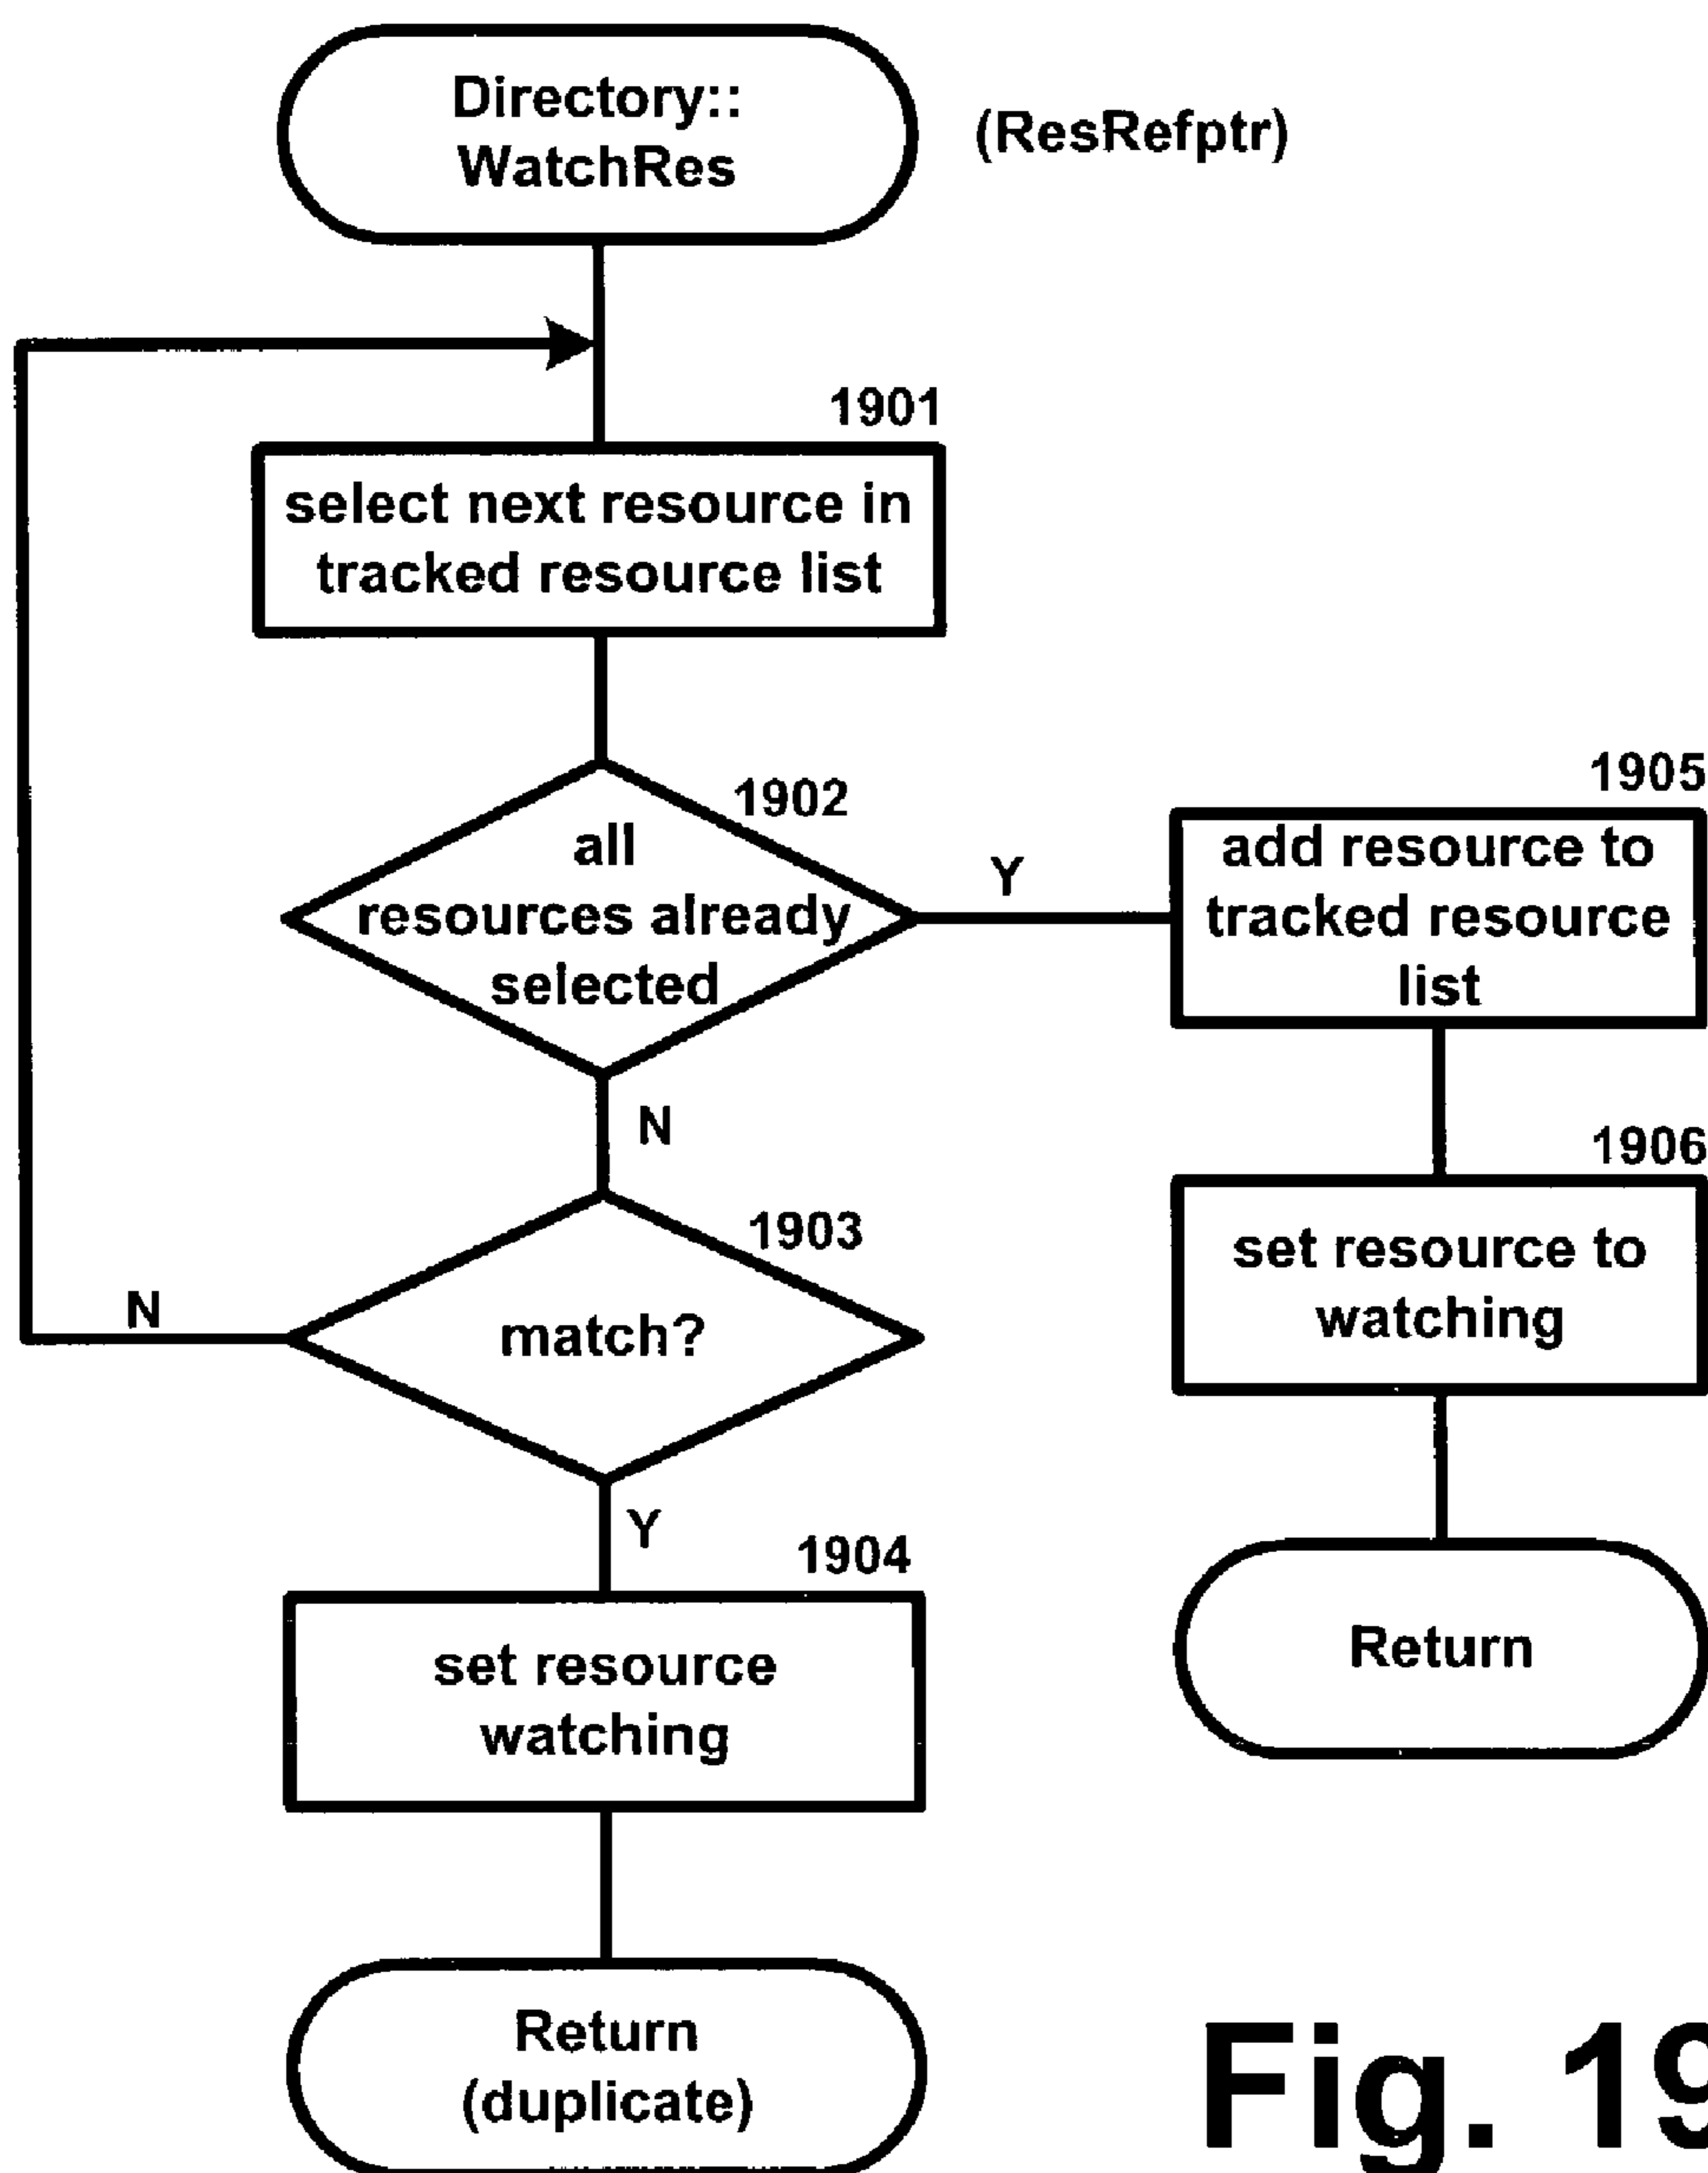 Directory::
WatchRes
(ResRefptr)
1901
select next resource in
tracked resource list
1902
all
resources already
selected
Y
1905
add resource to
tracked resource
list
N
1906
set resource to
watching
1903
match?
N
Y
1904
set resource
watching
Return
Return
(duplicate)
Fig. 19